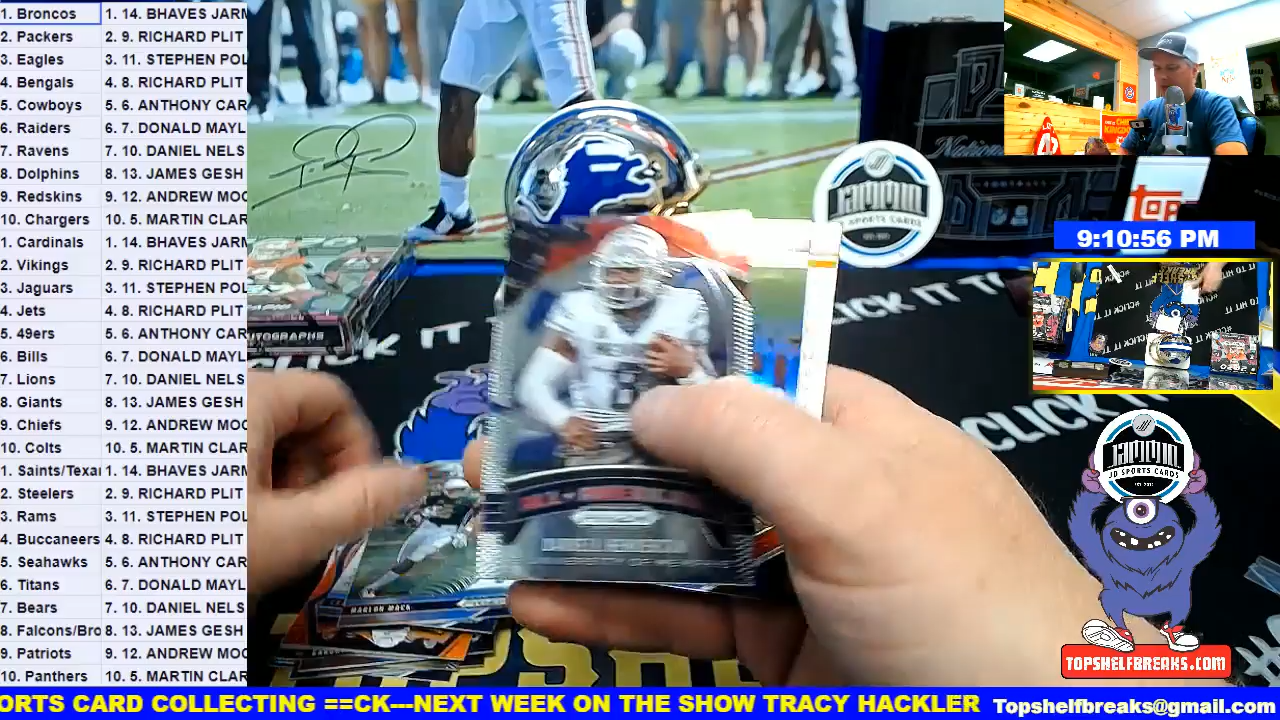 1. Broncos 1. 14. BHAVES JARM
2. Packers 2. 9. RICHARD PLIT
3. Eagles 3. 11. STEPHEN POL
4. Bengals 4. 8. RICHARD PLIT
5. Cowboys 5. 6. ANTHONY CAR
6. Raiders 6. 7. DONALD MAYL
7. Ravens 7. 10. DANIEL NELS
8. Dolphins 8. 13. JAMES GESH
9. Redskins 9. 12. ANDREW MOO
10. Chargers 10. 5. MARTIN CLAR
1. Cardinals 1. 14. BHAVES JARM
2. Vikings 2. 9. RICHARD PLIT
3. Jaguars 3. 11. STEPHEN POL
4. Jets 4. 8. RICHARD PLIT
5. 49ers 5. 6. ANTHONY CAR
6. Bills 6. 7. DONALD MAYL
7. Lions 7. 10. DANIEL NELS
8. Giants 8. 13. JAMES GESH
9. Chiefs 9. 12. ANDREW MOO
10. Colts 10. 5. MARTIN CLAR
1. Saints/Texan 1. 14. BHAVES JARM
2. Steelers 2. 9. RICHARD PLIT
3. Rams 3. 11. STEPHEN POL
4. Buccaneers 4. 8. RICHARD PLIT
5. Seahawks 5. 6. ANTHONY CAR
6. Titans 6. 7. DONALD MAYL
7. Bears 7. 10. DANIEL NELS
8. Falcons/Bro 8. 13. JAMES GESH
9. Patriots 9. 12. ANDREW MOO
10. Panthers 10. 5. MARTIN CLAR
AUTOGRAPHS
CLICK IT TO
MARLON MACK
9:10:56 PM
JD SPORTS CARDS
TOPSHELFBREAKS.COM
ORTS CARD COLLECTING ==CK---NEXT WEEK ON THE SHOW TRACY HACKLER
Topshelfbreaks@gmail.com